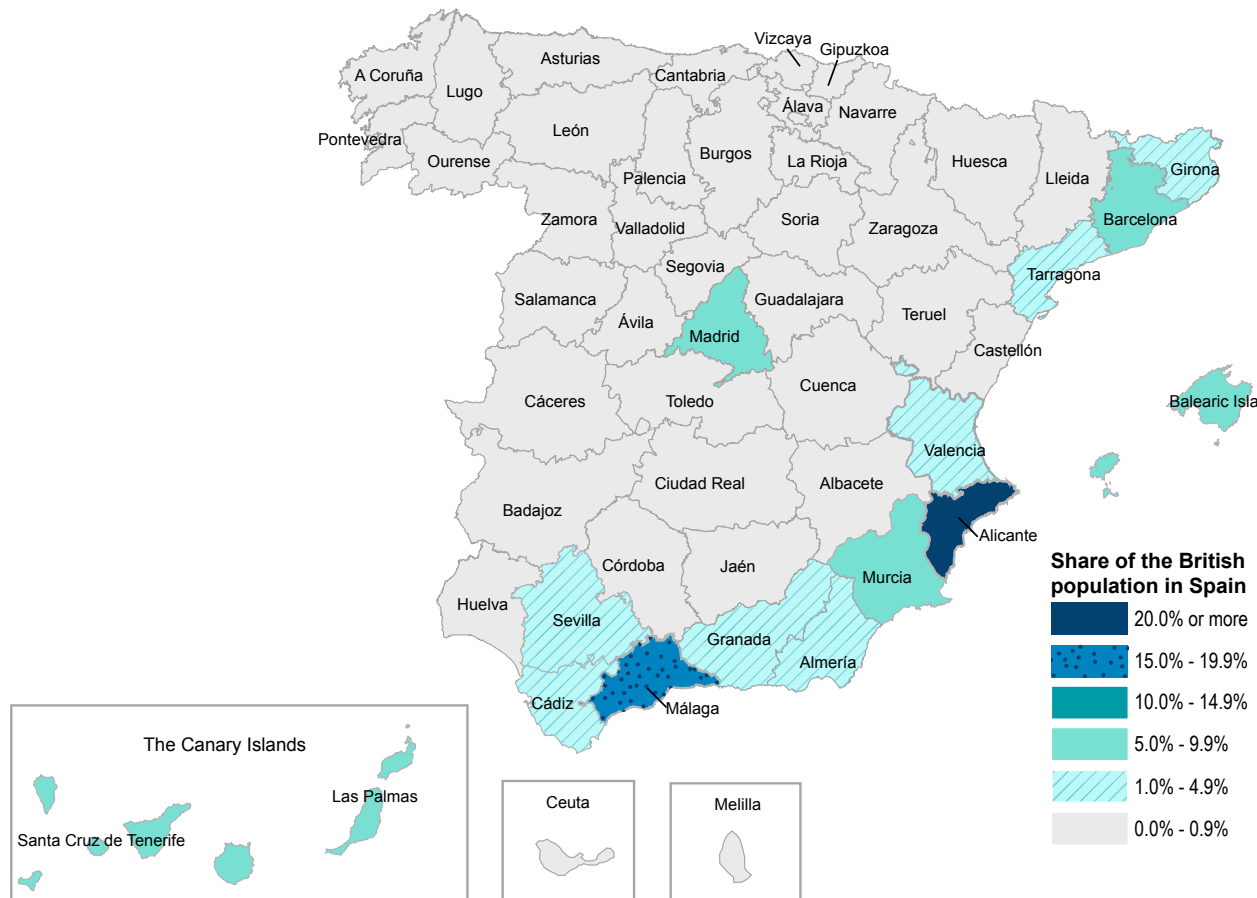 Vizcaya
Gipuzkoa
Asturias
A Coruña
Cantabria
Lugo
Álava
Navarre
León
Pontevedra
Burgos
La Rioja
Huesca
Ourense
Girona
Palencia
Lleida
Zamora
Valladolid
Soria
Zaragoza
Barcelona
Segovia
Tarragona
Salamanca
Guadalajara
Ávila
Teruel
Madrid
Castellón
Cuenca
Cáceres
Toledo
Balearic Isla
Valencia
Ciudad Real
Albacete
Badajoz
Alicante
Córdoba
Jaén
Murcia
Huelva
Sevilla
Granada
Almería
Cádiz
Málaga
Share of the British
population in Spain
20.0% or more
15.0% - 19.9%
10.0% - 14.9%
5.0% - 9.9%
1.0% - 4.9%
0.0% - 0.9%
The Canary Islands
Las Palmas
Santa Cruz de Tenerife
Ceuta
Melilla